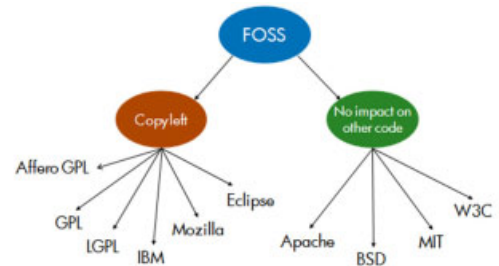 FOSS
Copyleft
No impact on
other code
Affero GPL
GPL
LGPL
IBM
Mozilla
Eclipse
Apache
BSD
MIT
W3C